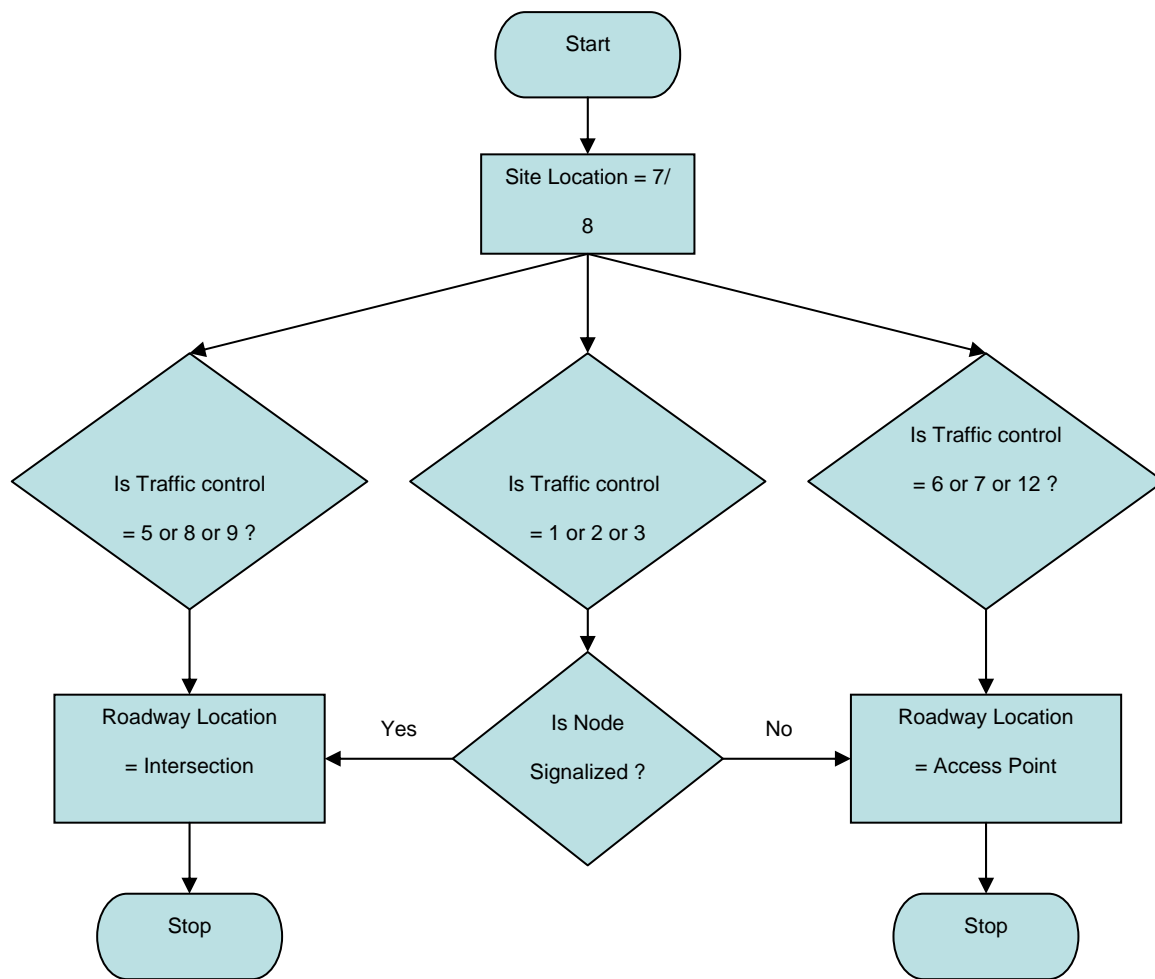 Start
Site Location = 7/
8
Is Traffic control
= 5 or 8 or 9 ?
Is Traffic control
= 1 or 2 or 3
Is Traffic control
= 6 or 7 or 12 ?
Roadway Location
= Intersection
Yes
Is Node
Signalized ?
No
Roadway Location
= Access Point
Stop
Stop